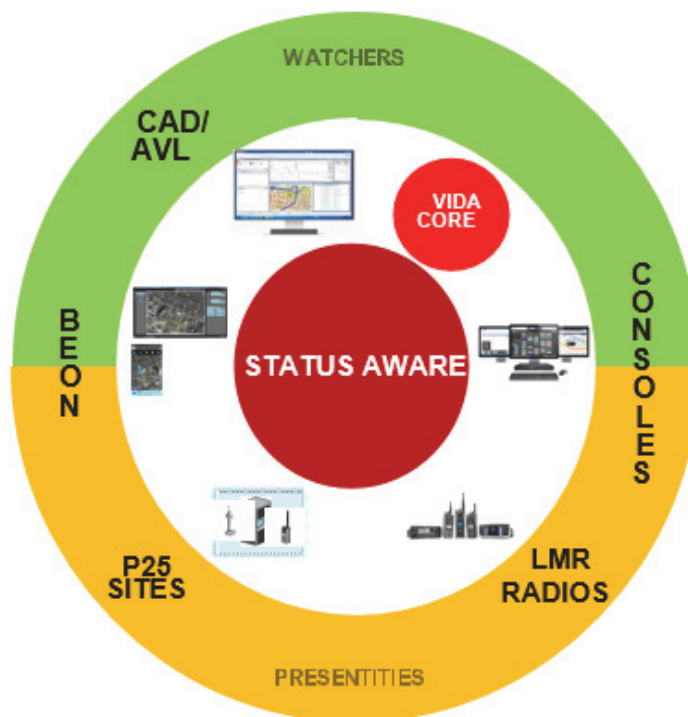 WATCHERS
CAD/
AVL
VIDA
CORE
BEON
CONSOLES
STATUS AWARE
P25
SITES
LMR
RADIOS
PRESENTITIES